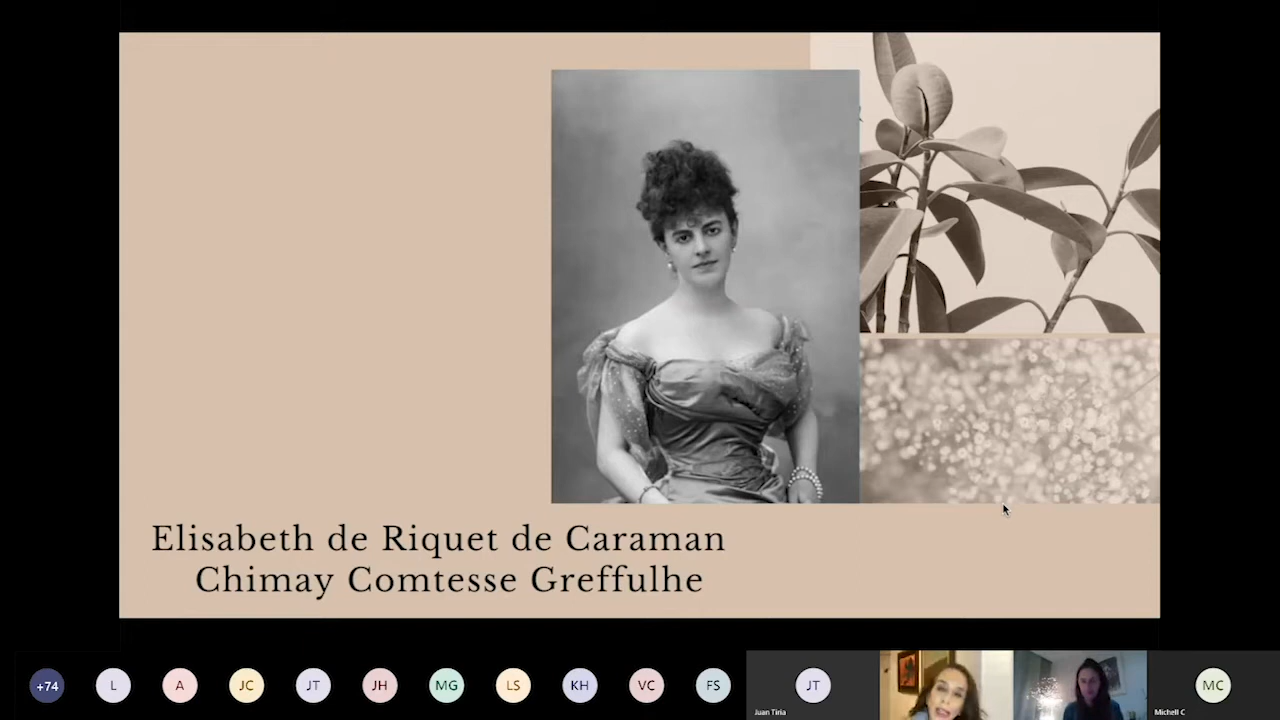 Elisabeth de Riquet de Caraman
Chimay Comtesse Greffulhe
+74
L
A
JC
JT
JH
MG
LS
KH
VC
FS
JT
MC
Juan Tiria
Michell C